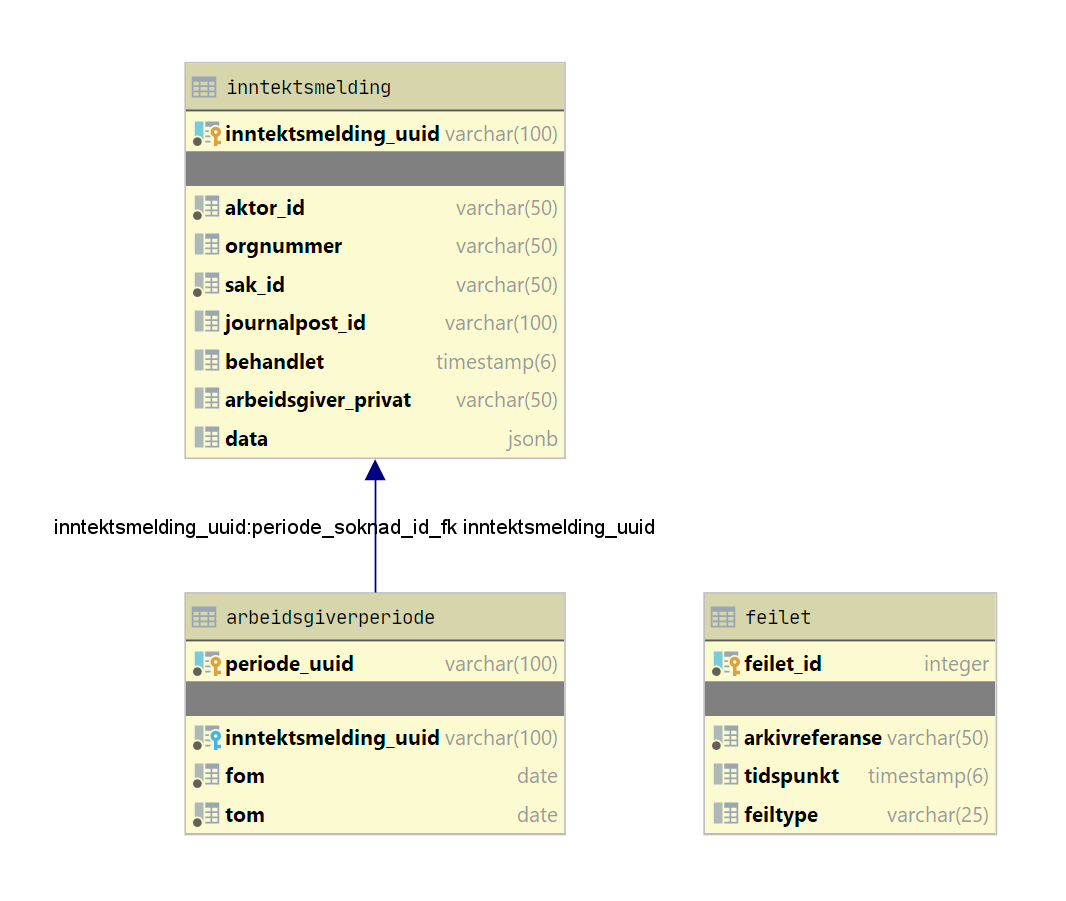 inntektsmelding
inntektsmelding_uuid varchar(100)
aktor_id varchar(50)
orgnummer varchar(50)
sak_id varchar(50)
journalpost_id varchar(100)
behandlet timestamp(6)
arbeidsgiver_privat varchar(50)
data jsonb
inntektsmelding_uuid:periode_soknad_id_fk inntektsmelding_uuid
arbeidsgiverperiode
periode_uuid varchar(100)
inntektsmelding_uuid varchar(100)
fom date
tom date
feilet
feilet_id integer
arkivreferanse varchar(50)
tidspunkt timestamp(6)
feiltype varchar(25)